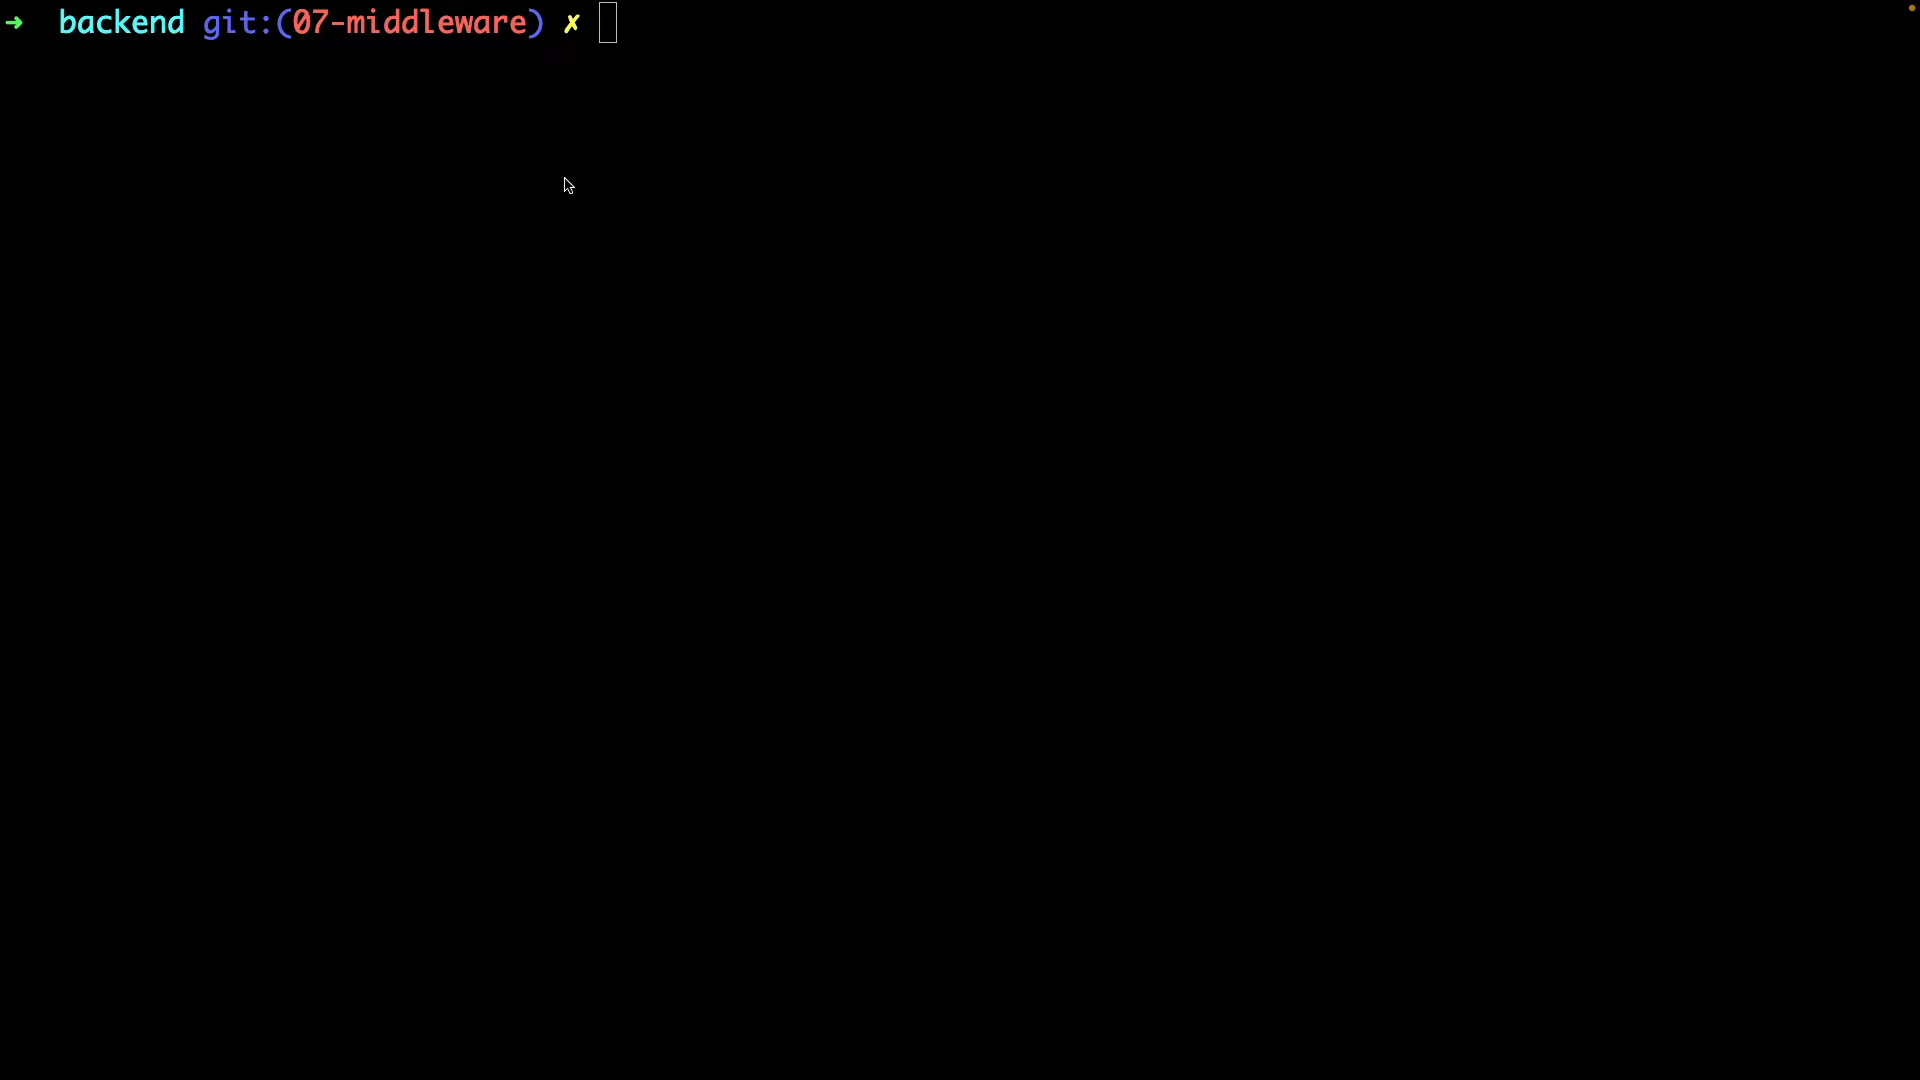 ➜ backend git:(07-middleware) ✗